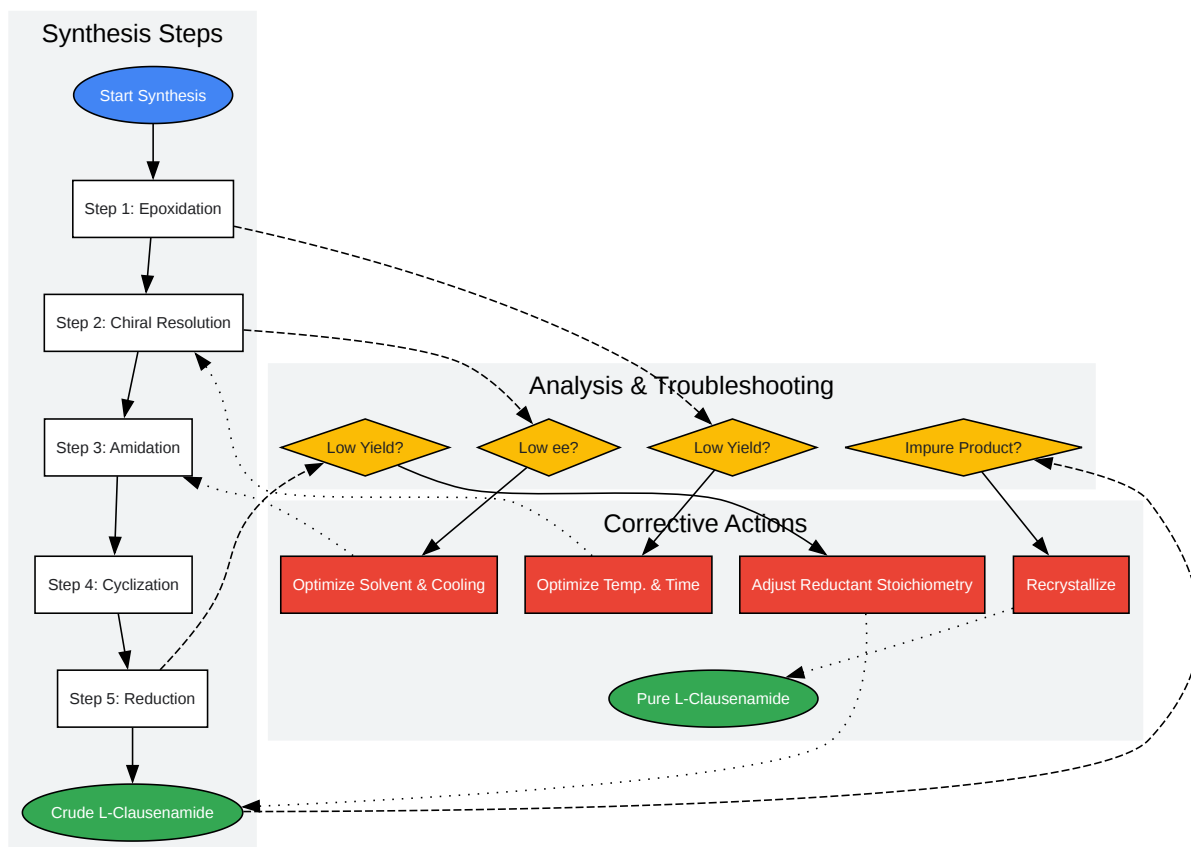 Synthesis Steps
Start Synthesis
Step 1: Epoxidation
Step 2: Chiral Resolution
Step 3: Amidation
Step 4: Cyclization
Step 5: Reduction
Crude L-Clausenamide
Analysis & Troubleshooting
Low Yield?
Low ee?
Low Yield?
Impure Product?
Corrective Actions
Optimize Solvent & Cooling
Optimize Temp. & Time
Adjust Reductant Stoichiometry
Recrystallize
Pure L-Clausenamide